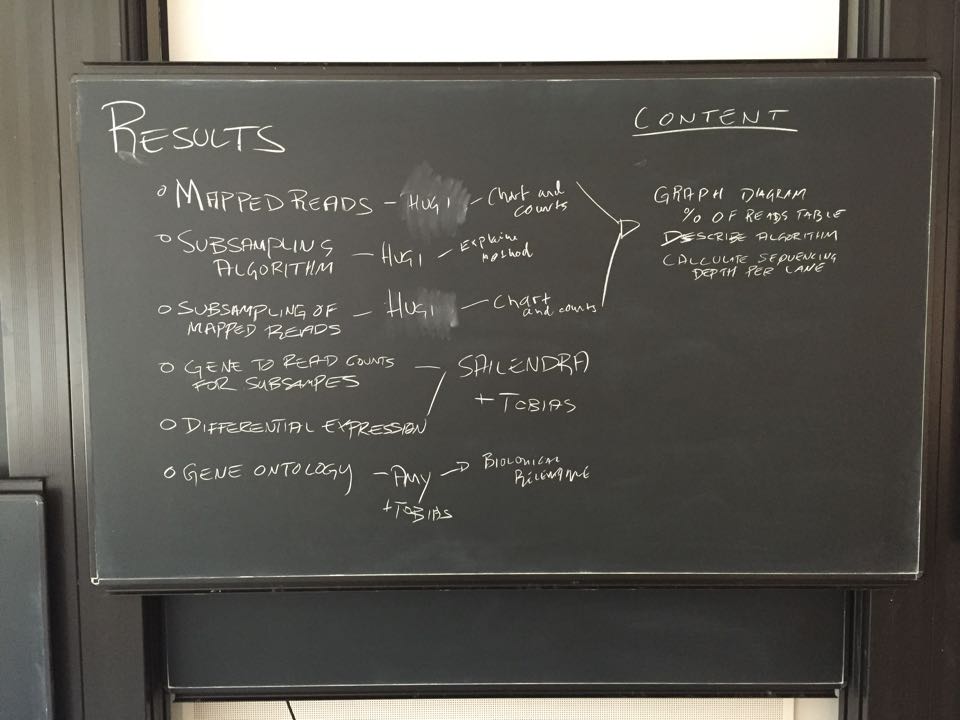 RESULTS
MAPPED READS – HUGI – Chart and
counts
SUBSAMPLING
ALGORITHM – HUGI – Explain
method
SUBSAMPLING OF
MAPPED READS – HUGI – Chart
and counts
GENE TO READ COUNTS
FOR SUBSAMPES – SAILENDRA
+ TOBIAS
DIFFERENTIAL EXPRESSION
GENE ONTOLOGY – AMY → BIOLOGICAL
RELEVANCE
+ TOBIAS
CONTENT
GRAPH DIAGRAM
% OF READS TABLE
DESCRIBE ALGORITHM
CALCULATE SEQUENCING
DEPTH PER LANE